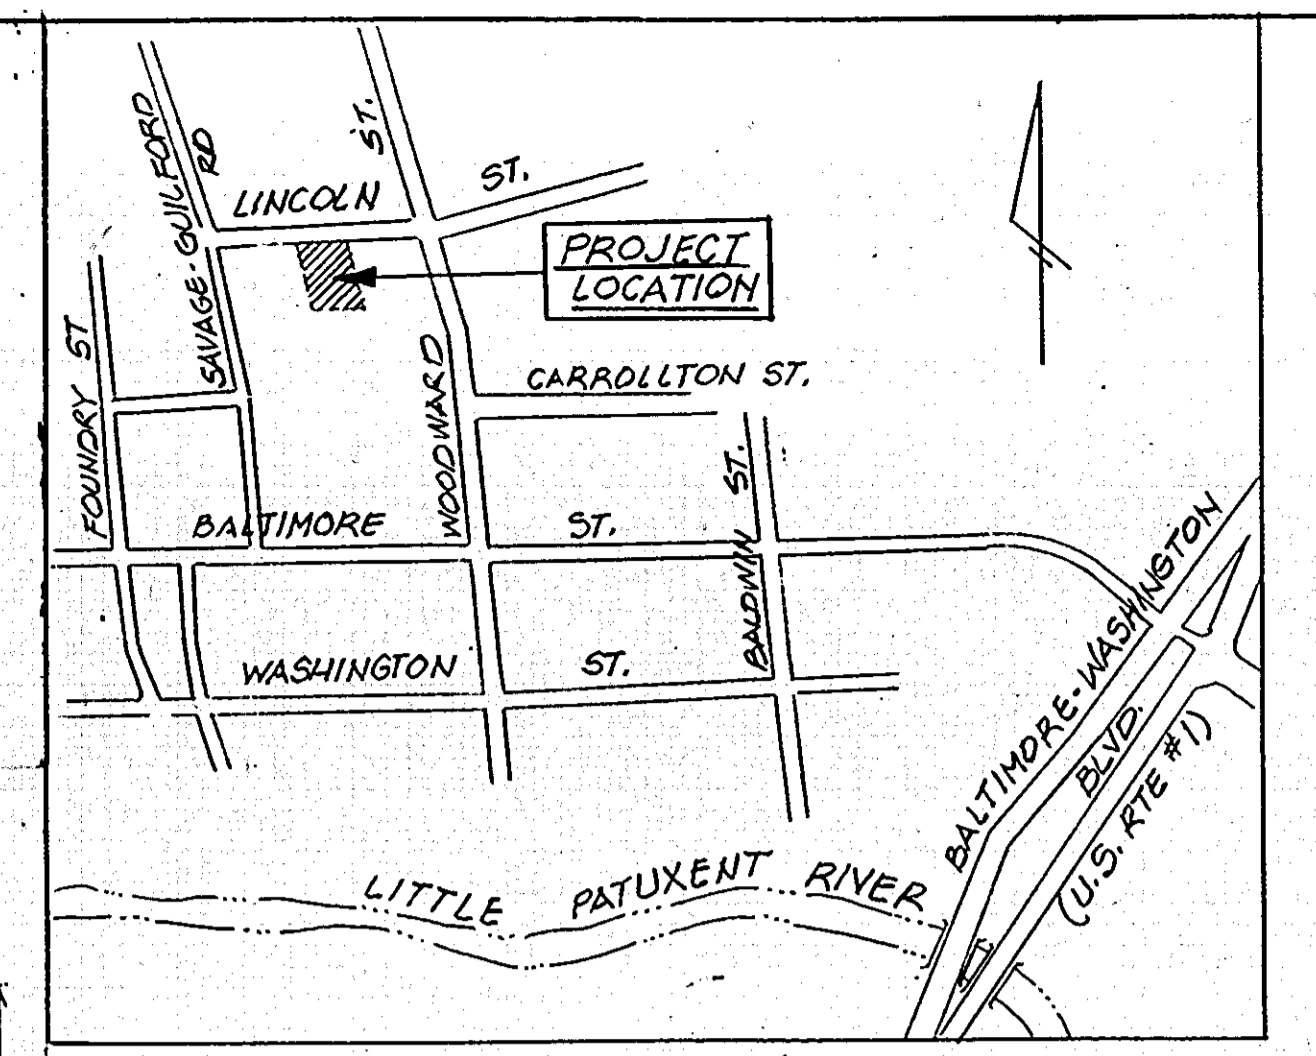 SAVAGE-GUILFORD
RD
ST.
LINCOLN
ST.
PROJECT
LOCATION
FOUNDRY ST
WOODWARD
CARROLLTON ST.
BALTIMORE
ST.
BALDWIN ST.
WASHINGTON
ST.
BALTIMORE-WASHINGTON
BLVD.
(U.S. RTE #1)
LITTLE PATUXENT RIVER